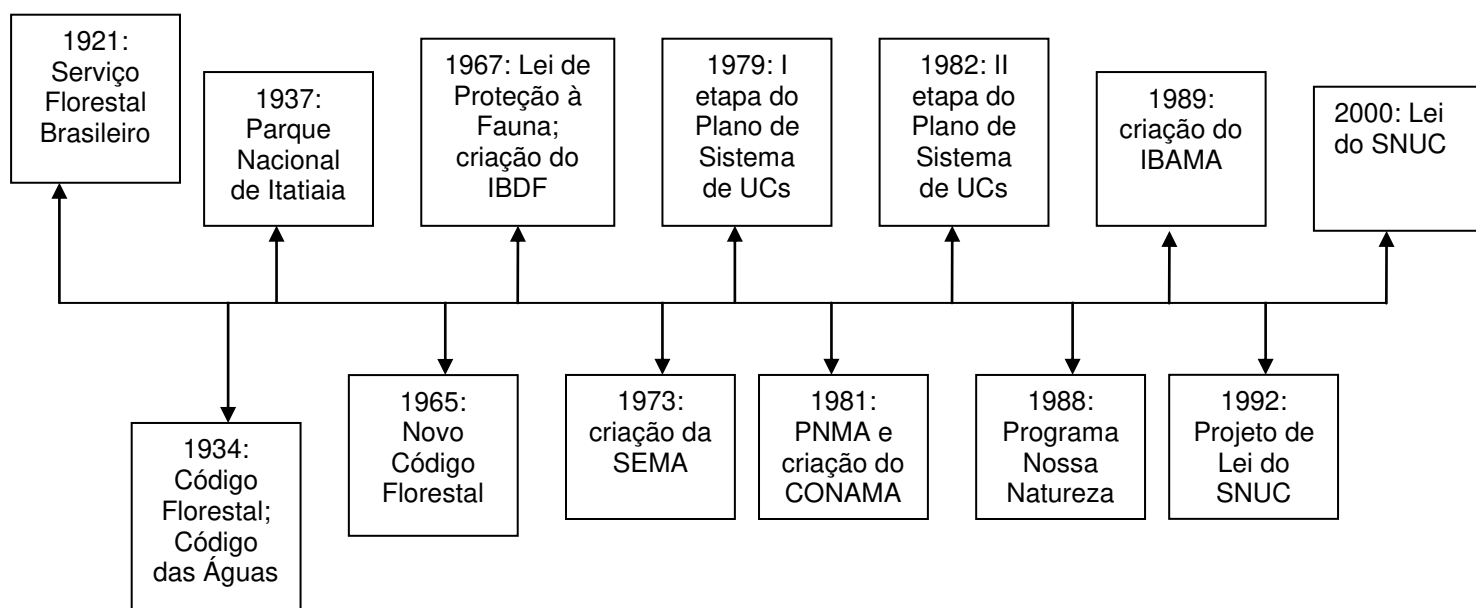 1921:
Serviço
Florestal
Brasileiro
1937:
Parque
Nacional
de Itatiaia
1967: Lei de
Proteção à
Fauna;
criação do
IBDF
1979: I
etapa do
Plano de
Sistema
de UCs
1982: II
etapa do
Plano de
Sistema
de UCs
1989:
criação do
IBAMA
2000: Lei
do SNUC
1934:
Código
Florestal;
Código
das Águas
1965:
Novo
Código
Florestal
1973:
criação da
SEMA
1981:
PNMA e
criação do
CONAMA
1988:
Programa
Nossa
Natureza
1992:
Projeto de
Lei do
SNUC